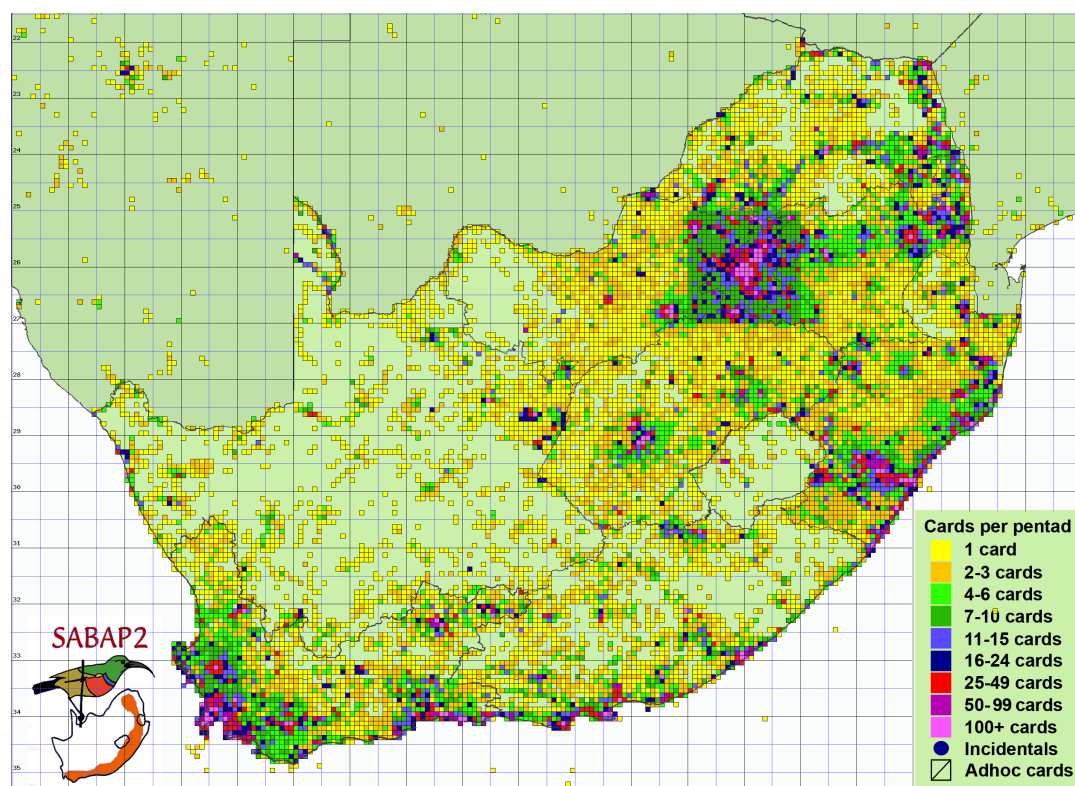 22
23
24
25
26
27
28
29
30
31
32
33
34
35
SABAP2
Cards per pentad
1 card
2-3 cards
4-6 cards
7-10 cards
11-15 cards
16-24 cards
25-49 cards
50-99 cards
100+ cards
Incidentals
Adhoc cards